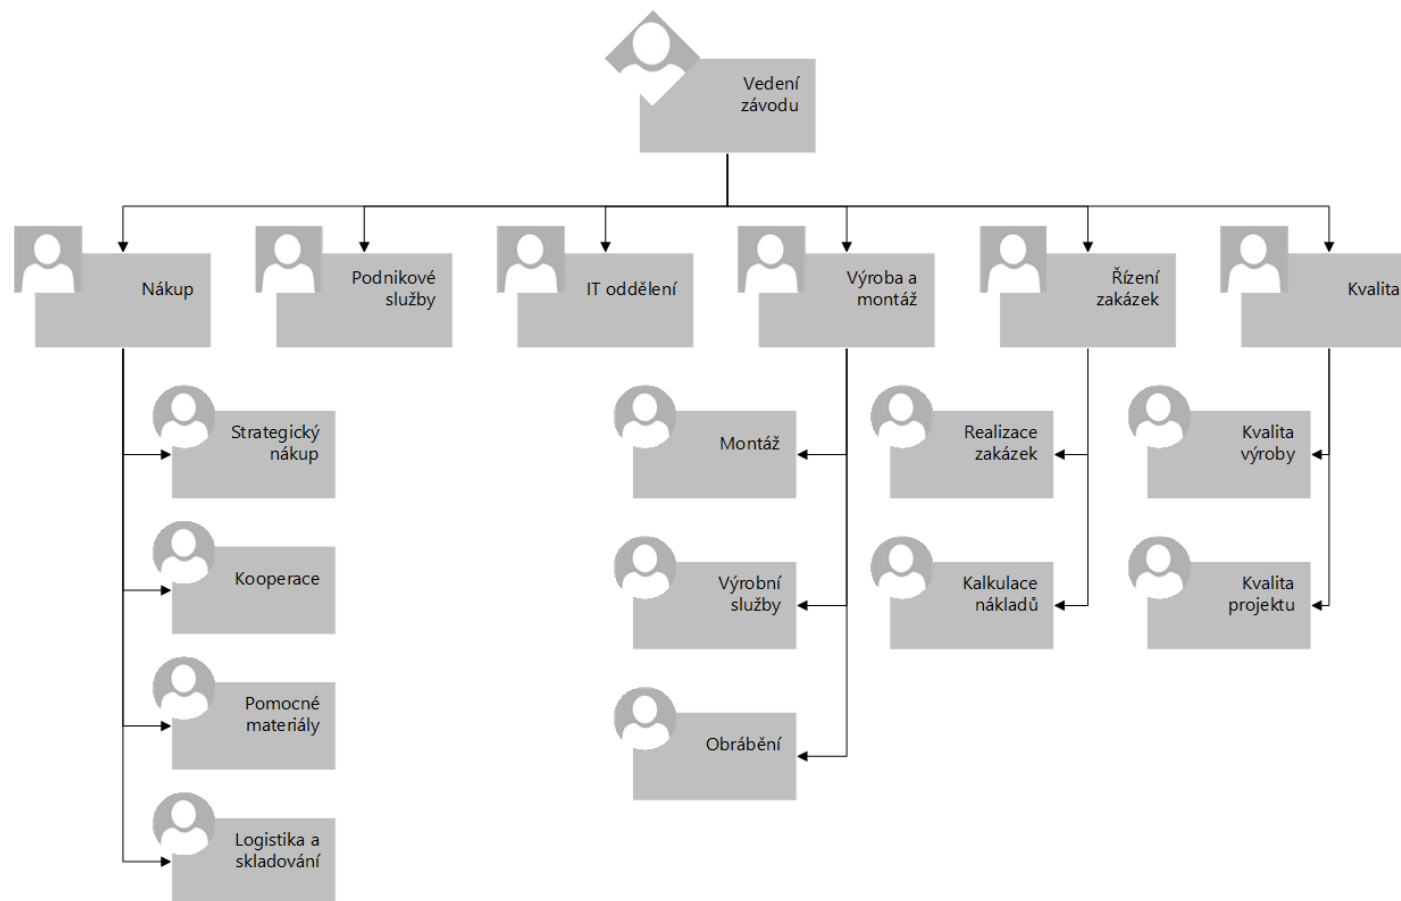 Vedení
závodu
Nákup
Podnikové
služby
IT oddělení
Výroba a
montáž
Řízení
zakázek
Kvalita
Strategický
nákup
Montáž
Realizace
zakázek
Kvalita
výroby
Kooperace
Výrobní
služby
Kalkulace
nákladů
Kvalita
projektu
Pomocné
materiály
Obrábění
Logistika a
skladování